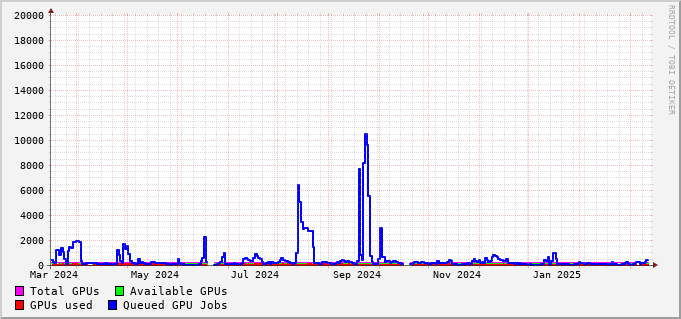 20000
18000
16000
14000
12000
10000
8000
6000
4000
2000
0
Mar 2024 May 2024 Jul 2024 Sep 2024 Nov 2024 Jan 2025
Total GPUs Available GPUs
GPUs used Queued GPU Jobs
RRDTOOL / TOBI OETIKER